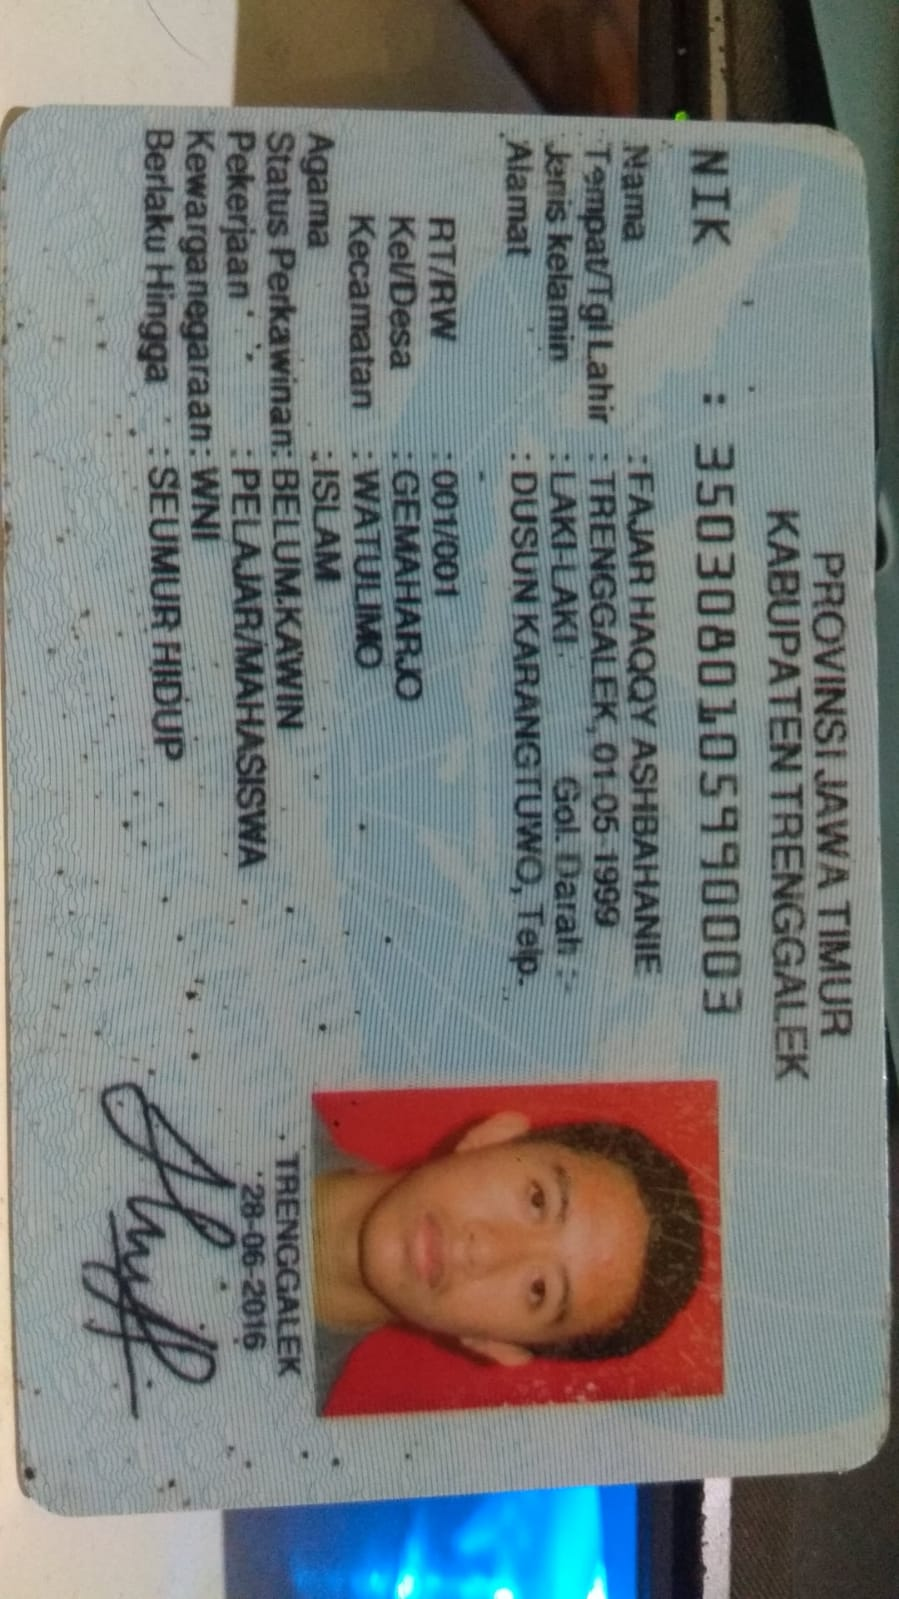 PROVINSI JAWA TIMUR
KABUPATEN TRENGGALEK
NIK : 3503080105990003
Nama : FAJAR HAQQY ASHBAHANIE
Tempat/Tgl Lahir : TRENGGALEK, 01-05-1999
Jenis kelamin : LAKI-LAKI Gol. Darah : -
Alamat : DUSUN KARANGTUWO, Telp.
-
RT/RW : 001/001
Kel/Desa : GEMAHARJO
Kecamatan : WATULIMO
Agama : ISLAM
Status Perkawinan: BELUM KAWIN
Pekerjaan : PELAJAR/MAHASISWA
Kewarganegaraan: WNI
Berlaku Hingga : SEUMUR HIDUP
TRENGGALEK
28-06-2016